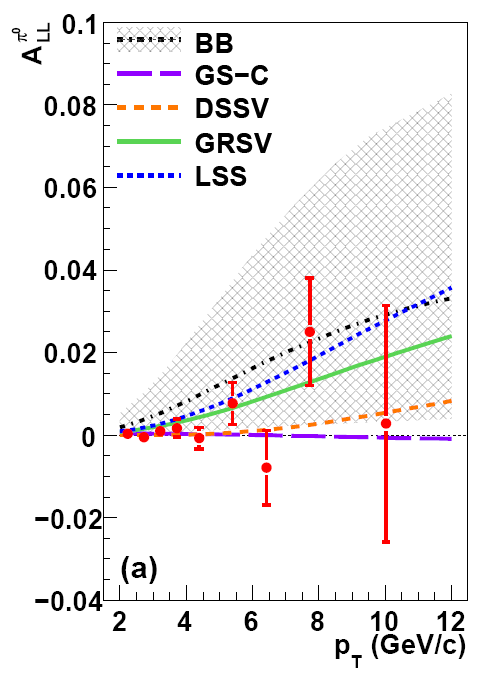 A_LL^π⁰
0.1
0.08
0.06
0.04
0.02
0
−0.02
−0.04
BB
GS−C
DSSV
GRSV
LSS
(a)
2 4 6 8 10 12
p_T (GeV/c)